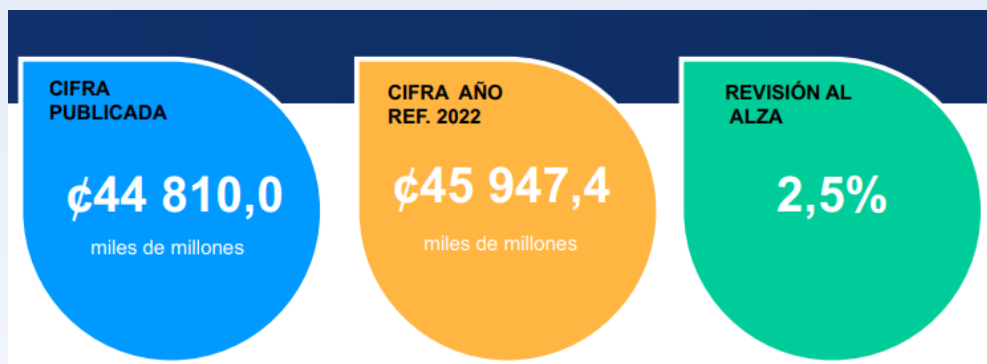 CIFRA
PUBLICADA
₡44 810,0
miles de millones
CIFRA AÑO
REF. 2022
₡45 947,4
miles de millones
REVISIÓN AL
ALZA
2,5%